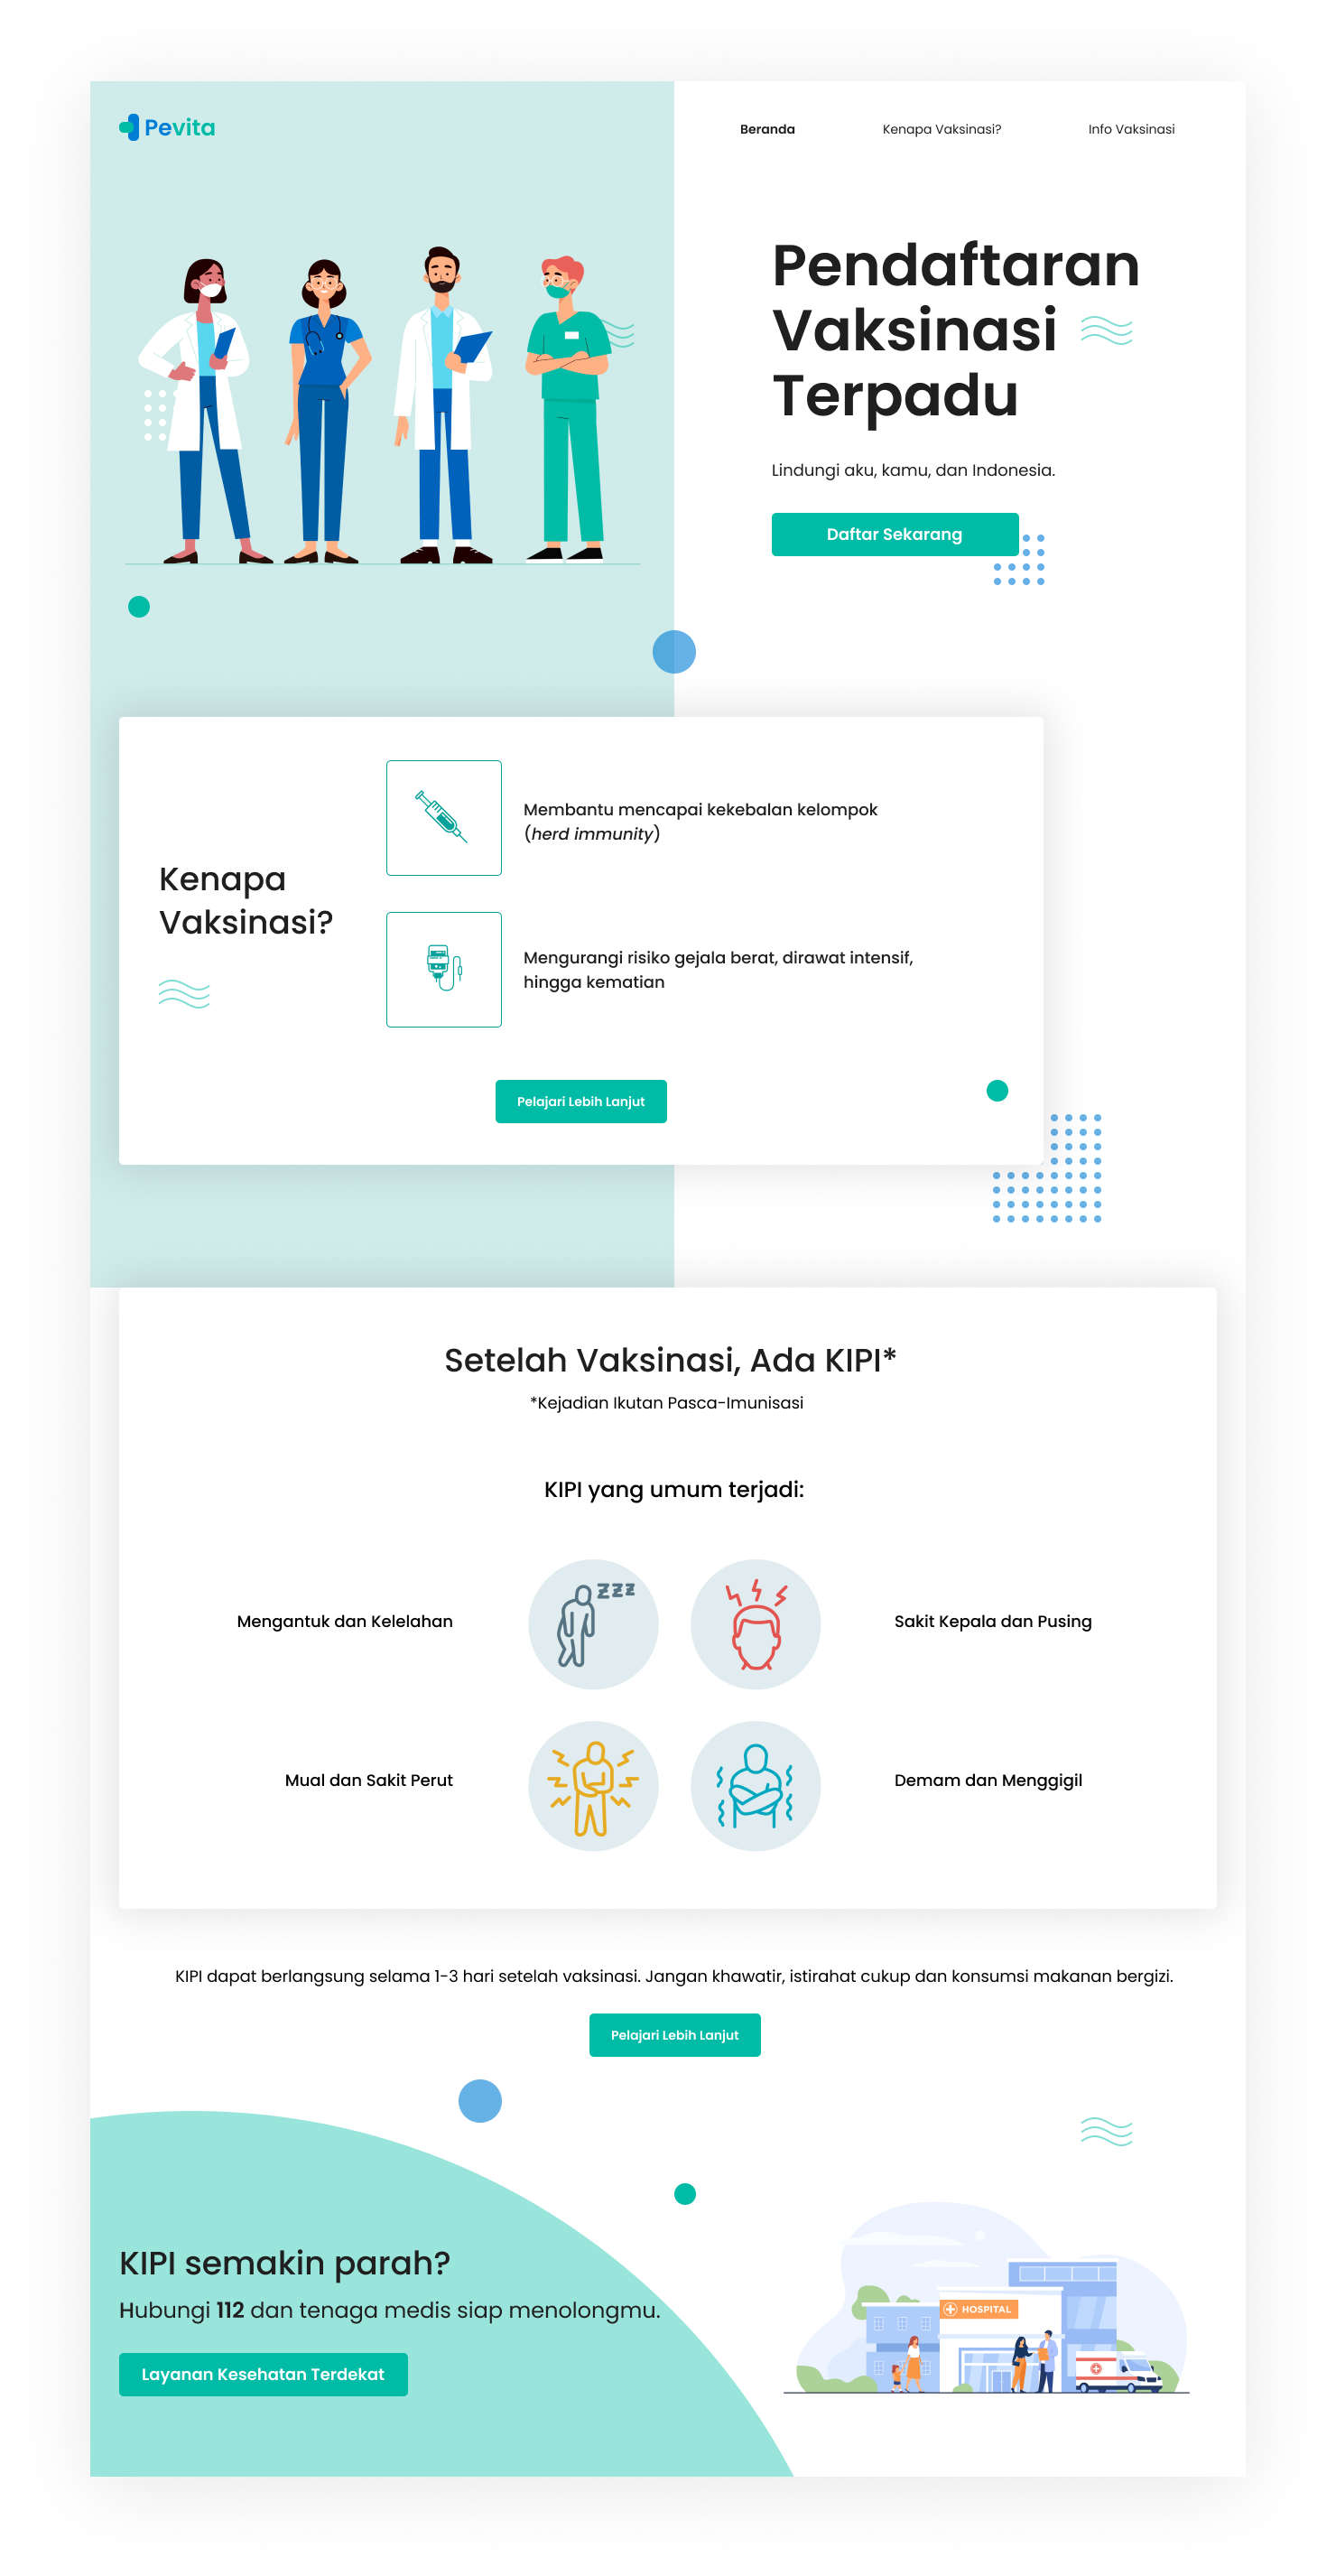 Pevita
Beranda
Kenapa Vaksinasi?
Info Vaksinasi
Pendaftaran
Vaksinasi
Terpadu
Lindungi aku, kamu, dan Indonesia.
Daftar Sekarang
Kenapa
Vaksinasi?
Membantu mencapai kekebalan kelompok
(herd immunity)
Mengurangi risiko gejala berat, dirawat intensif,
hingga kematian
Pelajari Lebih Lanjut
Setelah Vaksinasi, Ada KIPI*
*Kejadian Ikutan Pasca-Imunisasi
KIPI yang umum terjadi:
Mengantuk dan Kelelahan
zzz
Sakit Kepala dan Pusing
Mual dan Sakit Perut
Demam dan Menggigil
KIPI dapat berlangsung selama 1-3 hari setelah vaksinasi. Jangan khawatir, istirahat cukup dan konsumsi makanan bergizi.
Pelajari Lebih Lanjut
KIPI semakin parah?
Hubungi 112 dan tenaga medis siap menolongmu.
Layanan Kesehatan Terdekat
HOSPITAL